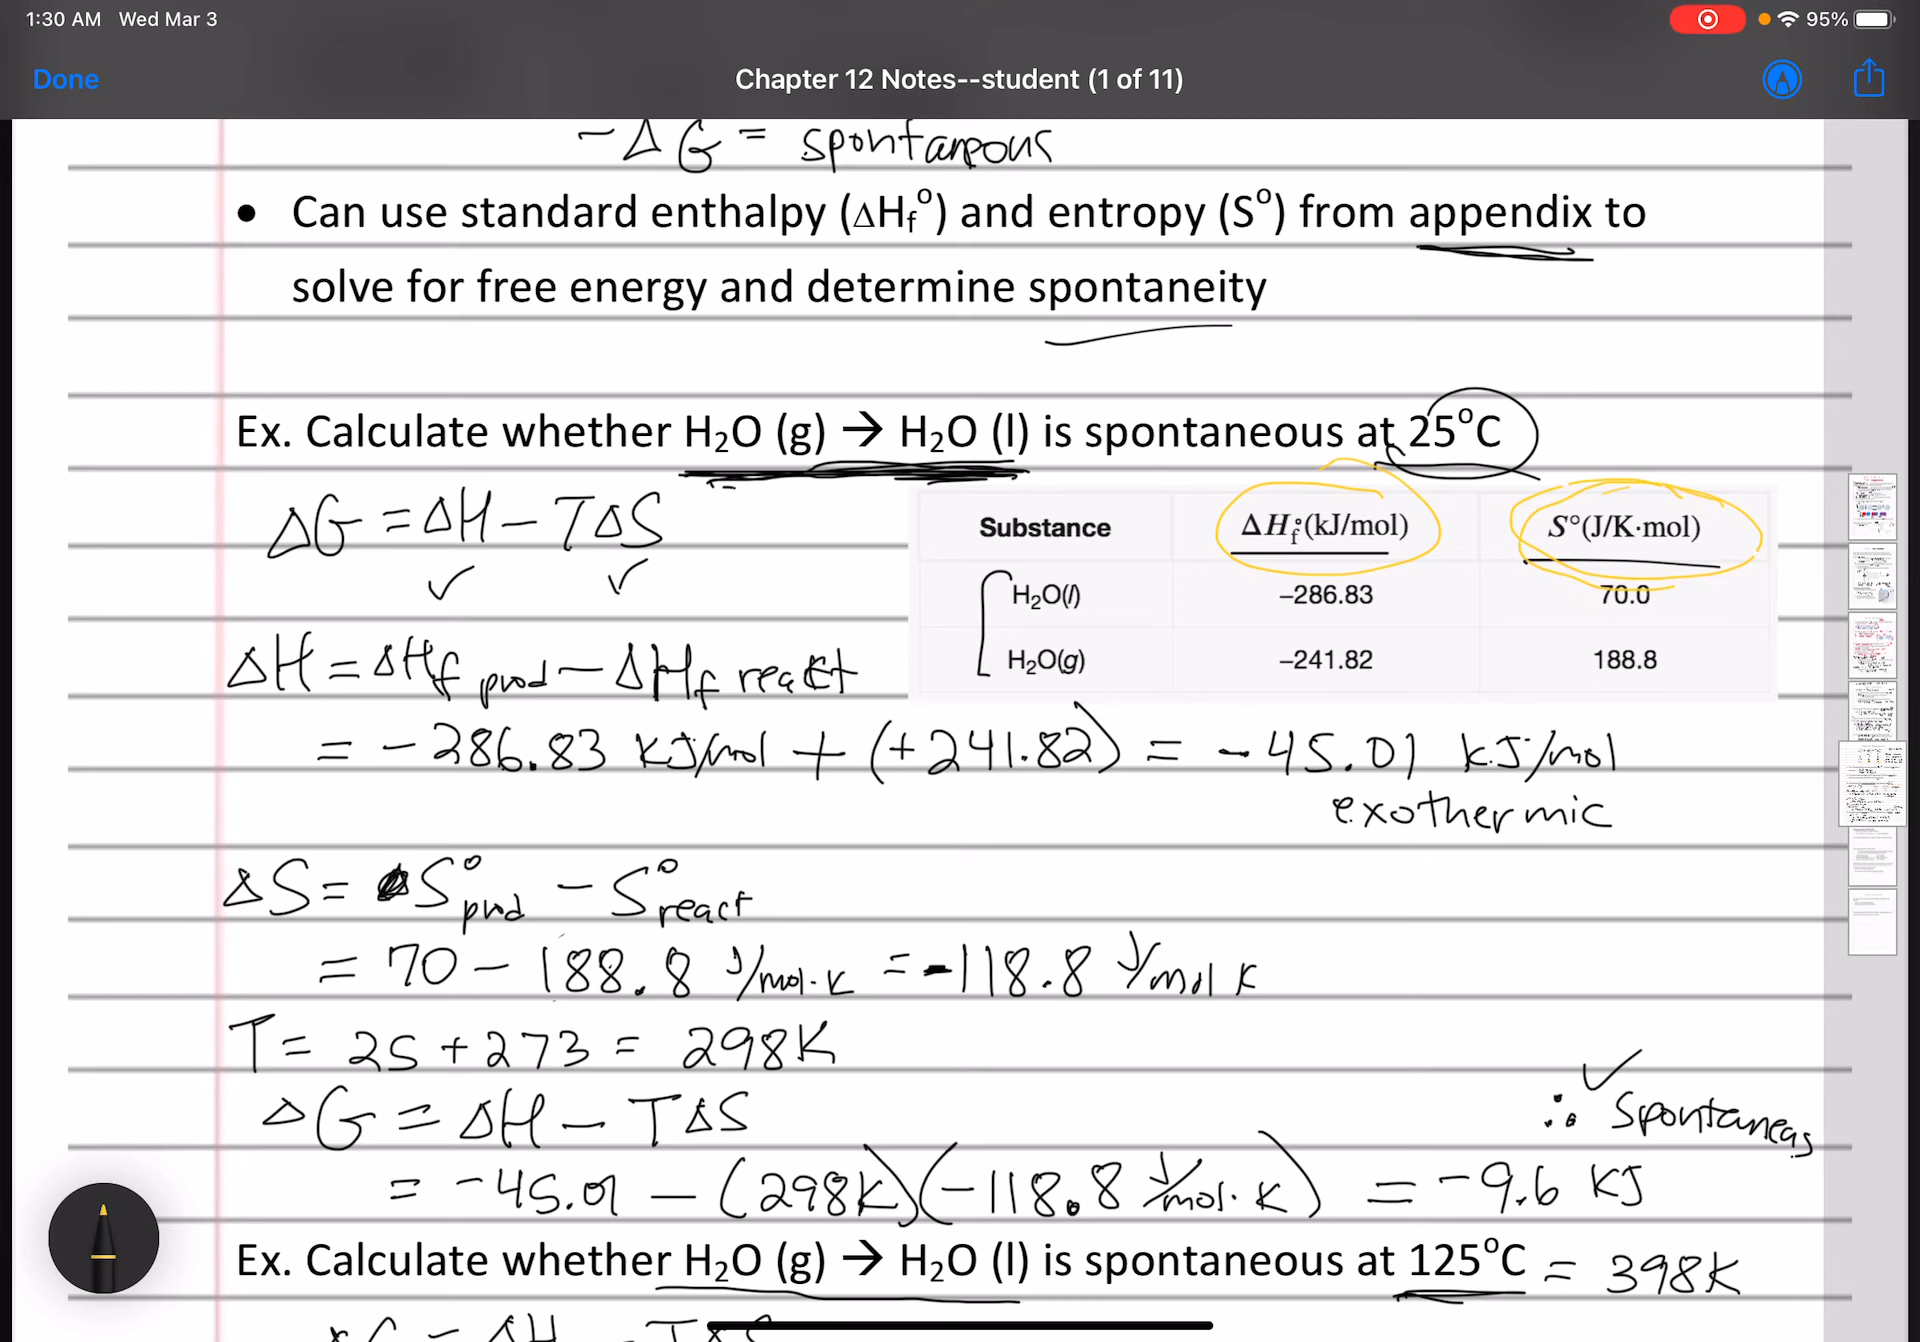 1:30 AM Wed Mar 3
95%
Done
Chapter 12 Notes--student (1 of 11)
-ΔG = spontaneous
• Can use standard enthalpy (ΔHf°) and entropy (S°) from appendix to
solve for free energy and determine spontaneity
Ex. Calculate whether H₂O (g) → H₂O (l) is spontaneous at 25°C
ΔG = ΔH - TΔS
✓ ✓
Substance ΔHf°(kJ/mol) S°(J/K·mol)
H₂O(l) −286.83 70.0
H₂O(g) −241.82 188.8
ΔH = ΔHf prod - ΔHf react
= -286.83 kJ/mol + (+241.82) = -45.01 kJ/mol
exothermic
ΔS = S°prod - S°react
= 70 - 188.8 J/mol·K = -118.8 J/mol K
T = 25 + 273 = 298K
ΔG = ΔH - TΔS
✓
∴ Spontaneas
= -45.01 - (298K)(-118.8 J/mol·K) = -9.6 KJ
Ex. Calculate whether H₂O (g) → H₂O (l) is spontaneous at 125°C = 398K